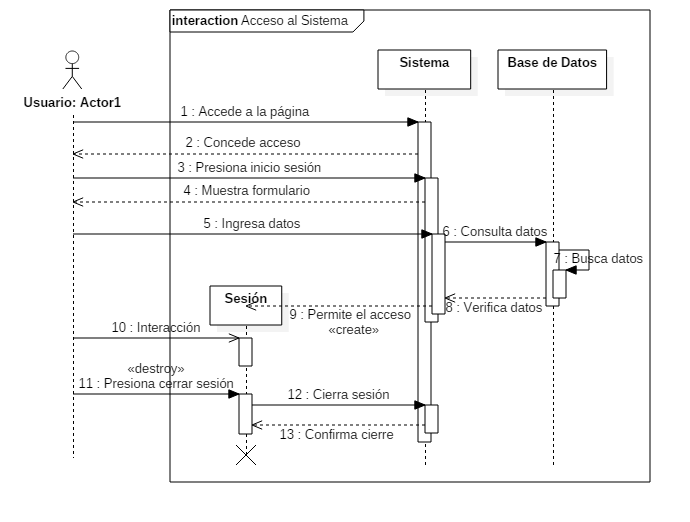 interaction Acceso al Sistema
Sistema
Base de Datos
Usuario: Actor1
1 : Accede a la página
2 : Concede acceso
3 : Presiona inicio sesión
4 : Muestra formulario
5 : Ingresa datos
6 : Consulta datos
7 : Busca datos
8 : Verifica datos
Sesión
9 : Permite el acceso
«create»
10 : Interacción
«destroy»
11 : Presiona cerrar sesión
12 : Cierra sesión
13 : Confirma cierre